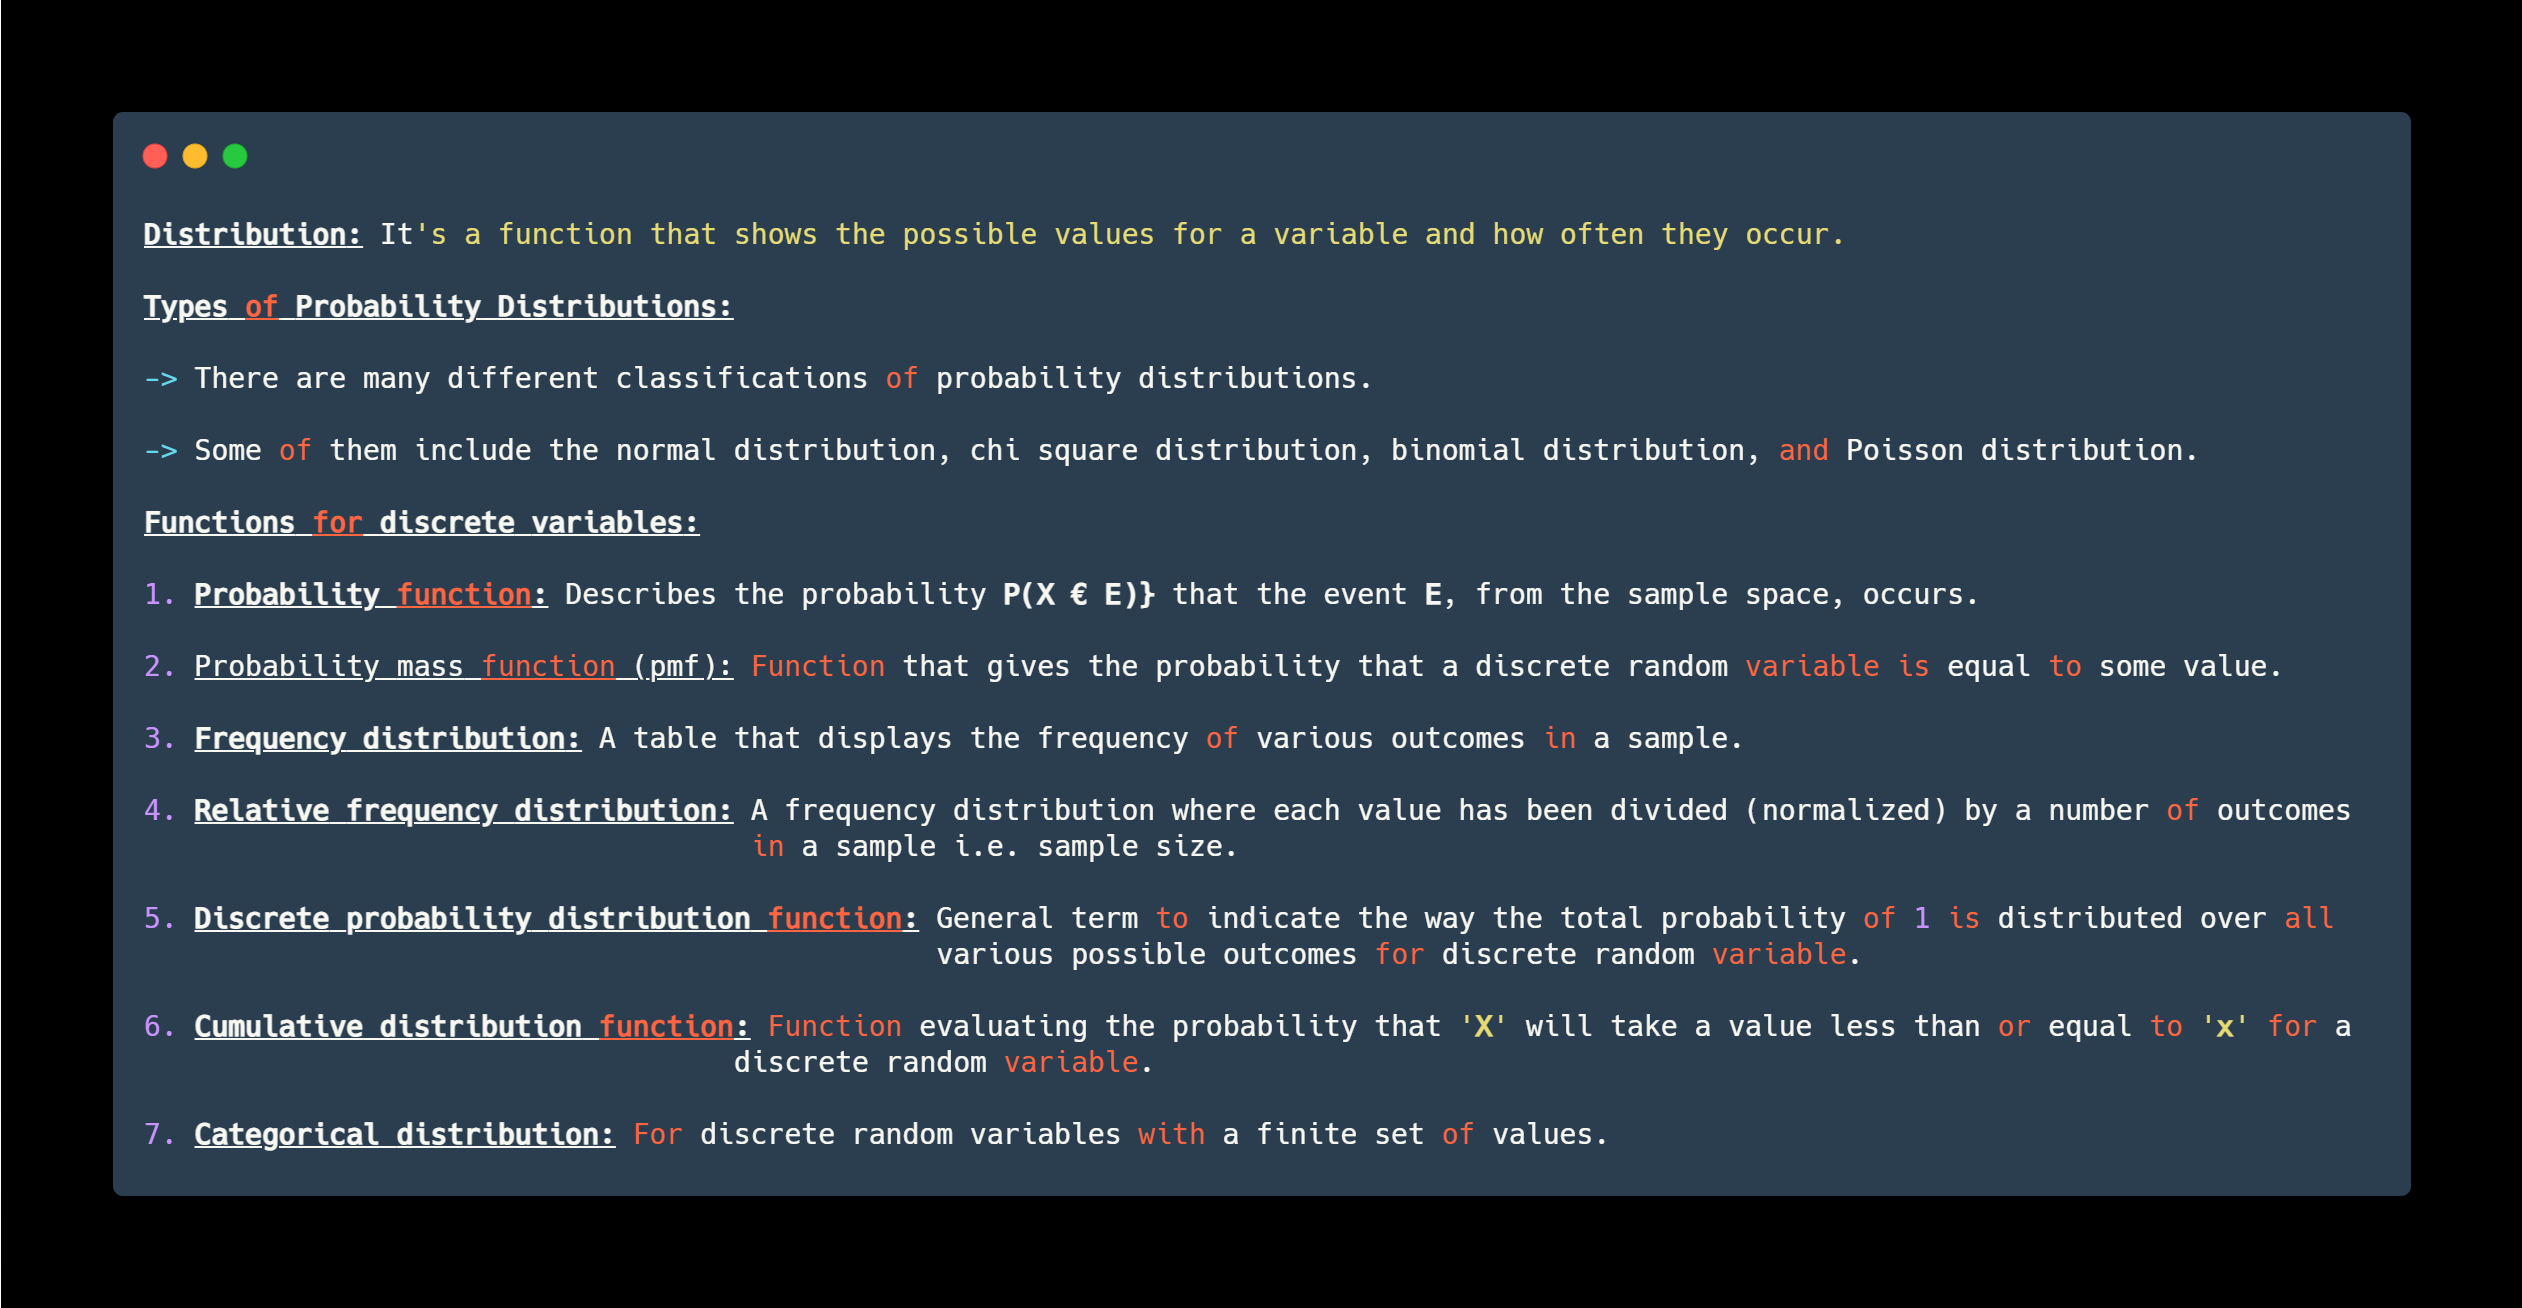 Distribution: It's a function that shows the possible values for a variable and how often they occur.
Types of Probability Distributions:
-> There are many different classifications of probability distributions.
-> Some of them include the normal distribution, chi square distribution, binomial distribution, and Poisson distribution.
Functions for discrete variables:
1. Probability function: Describes the probability P(X € E)} that the event E, from the sample space, occurs.
2. Probability mass function (pmf): Function that gives the probability that a discrete random variable is equal to some value.
3. Frequency distribution: A table that displays the frequency of various outcomes in a sample.
4. Relative frequency distribution: A frequency distribution where each value has been divided (normalized) by a number of outcomes
in a sample i.e. sample size.
5. Discrete probability distribution function: General term to indicate the way the total probability of 1 is distributed over all
various possible outcomes for discrete random variable.
6. Cumulative distribution function: Function evaluating the probability that 'X' will take a value less than or equal to 'x' for a
discrete random variable.
7. Categorical distribution: For discrete random variables with a finite set of values.